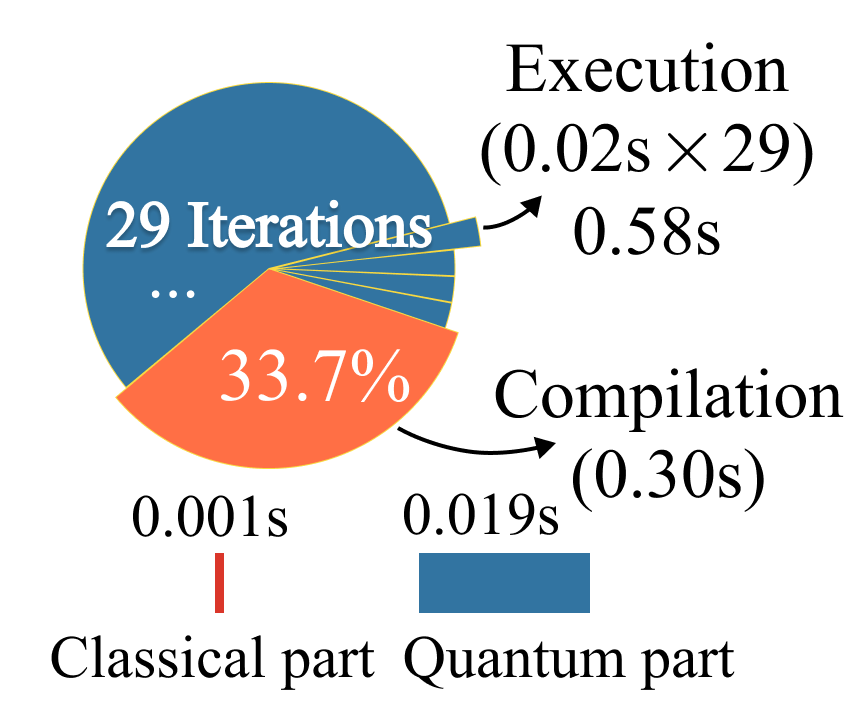 Execution
(0.02s × 29)
0.58s
29 Iterations
...
33.7%
Compilation
(0.30s)
0.001s
0.019s
Classical part
Quantum part